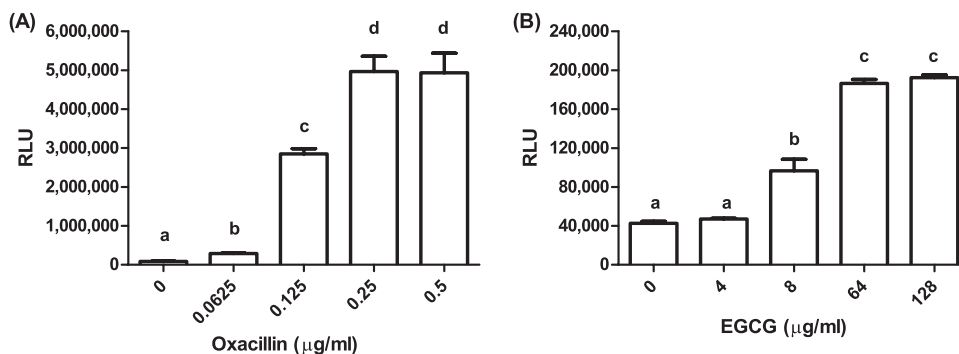 (A)
6,000,000
5,000,000
4,000,000
3,000,000
2,000,000
1,000,000
0
RLU
a
b
c
d
d
0
0.0625
0.125
0.25
0.5
Oxacillin (μg/ml)
(B)
240,000
200,000
160,000
120,000
80,000
40,000
0
RLU
a
a
b
c
c
0
4
8
64
128
EGCG (μg/ml)